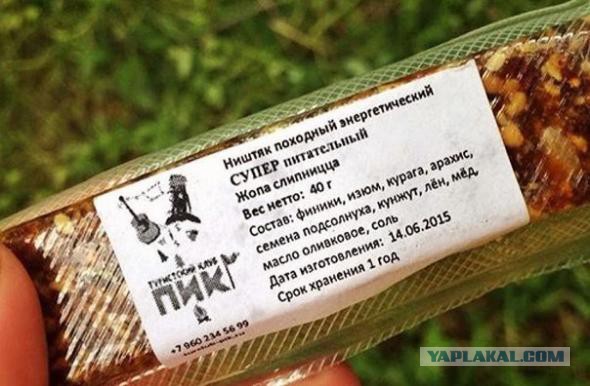 Ништяк походный энергетический
СУПЕР питательный
Жопа слипницца
Вес нетто: 40 г
Состав: финики, изюм, курага, арахис,
семена подсолнуха, кунжут, лён, мёд,
масло оливковое, соль
Дата изготовления: 14.06.2015
Срок хранения 1 год
ТУРИСТСКИЙ КЛУБ
ПИК
+7 960 234 56 99
YAPLAKAL.COM